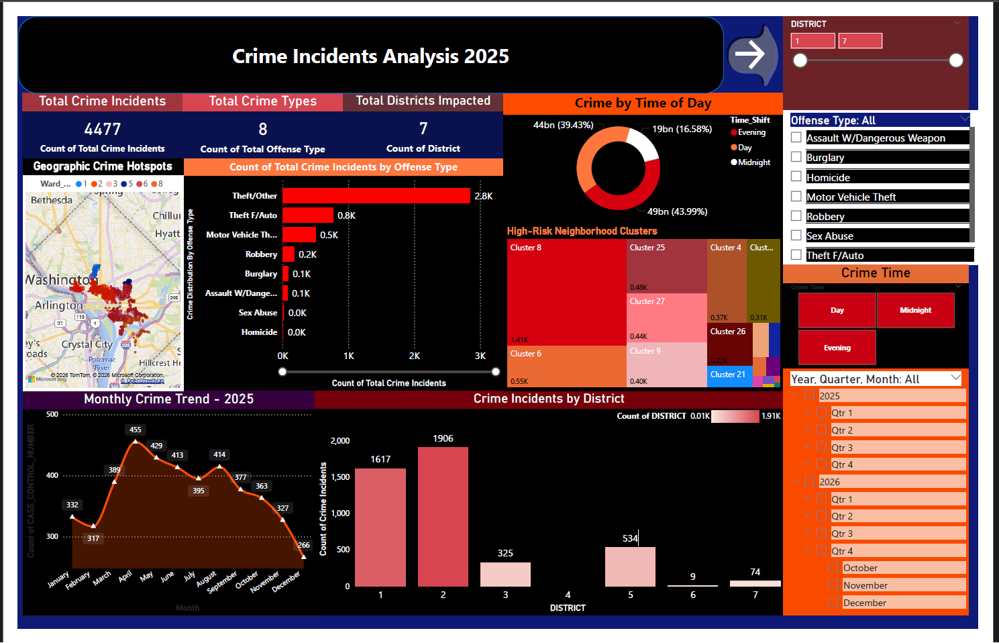 Crime Incidents Analysis 2025
DISTRICT
1
7
Total Crime Incidents
Total Crime Types
Total Districts Impacted
4477
Count of Total Crime Incidents
8
Count of Total Offense Type
7
Count of District
Crime by Time of Day
44bn (39.43%)
19bn (16.58%)
49bn (43.99%)
Time_Shift
Evening
Day
Midnight
Offense Type: All
Assault W/Dangerous Weapon
Burglary
Homicide
Motor Vehicle Theft
Robbery
Sex Abuse
Theft F/Auto
Geographic Crime Hotspots
Ward_... 1 2 3 5 6 8
Bethesda
Spring
Chillur
Hyatt
Washington
Arlington
295
27
110
1
Crystal City
295
ey's
oads
Potomac
River
Hillcrest He
© 2026 TomTom, © 2026 Microsoft Corporation,
Microsoft Bing
© OpenStreetMap
295
Count of Total Crime Incidents by Offense Type
Crime Distribution By Offense Type
Theft/Other 2.8K
Theft F/Auto 0.8K
Motor Vehicle Th... 0.5K
Robbery 0.2K
Burglary 0.1K
Assault W/Dange... 0.1K
Sex Abuse 0.0K
Homicide 0.0K
0K 1K 2K 3K
Count of Total Crime Incidents
High-Risk Neighborhood Clusters
Cluster 8
1.41K
Cluster 6
0.55K
Cluster 25
0.48K
Cluster 27
0.44K
Cluster 9
0.40K
Cluster 4
0.37K
Clust...
0.31K
Cluster 26
0.22K
Cluster 21
Crime Time
Crime Time
Day
Midnight
Evening
Year, Quarter, Month: All
2025
Qtr 1
Qtr 2
Qtr 3
Qtr 4
2026
Qtr 1
Qtr 2
Qtr 3
Qtr 4
October
November
December
Monthly Crime Trend - 2025
Count of CASE_CONTROL_NUMBER
500
400
300
332
317
389
455
429
413
395
414
377
363
327
266
January
February
March
April
May
June
July
August
September
October
November
December
Month
Crime Incidents by District
Count of DISTRICT 0.01K 1.91K
Count of Crime Incidents
2,000
1,500
1,000
500
0
1617
1906
325
534
9
74
1 2 3 4 5 6 7
DISTRICT